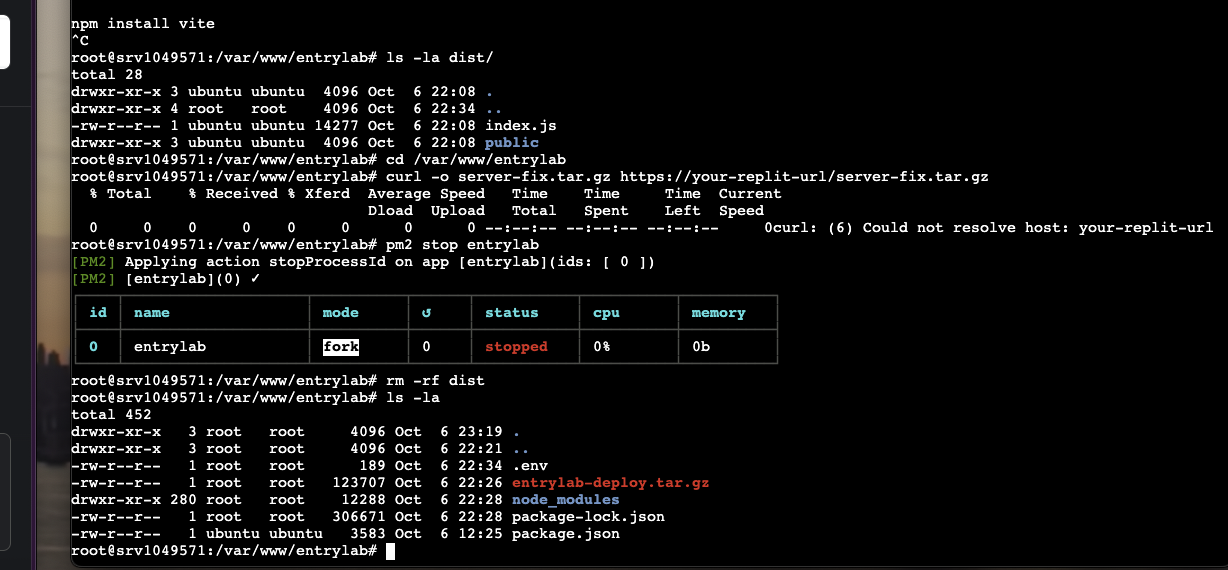 npm install vite
^C
root@srv1049571:/var/www/entrylab# ls -la dist/
total 28
drwxr-xr-x 3 ubuntu ubuntu  4096 Oct  6 22:08 .
drwxr-xr-x 4 root   root    4096 Oct  6 22:34 ..
-rw-r--r-- 1 ubuntu ubuntu 14277 Oct  6 22:08 index.js
drwxr-xr-x 3 ubuntu ubuntu  4096 Oct  6 22:08 public
root@srv1049571:/var/www/entrylab# cd /var/www/entrylab
root@srv1049571:/var/www/entrylab# curl -o server-fix.tar.gz https://your-replit-url/server-fix.tar.gz
  % Total    % Received % Xferd  Average Speed   Time    Time     Time  Current
                                 Dload  Upload   Total   Spent    Left  Speed
  0     0    0     0    0     0      0      0 --:--:-- --:--:-- --:--:--     0curl: (6) Could not resolve host: your-replit-url
root@srv1049571:/var/www/entrylab# pm2 stop entrylab
[PM2] Applying action stopProcessId on app [entrylab](ids: [ 0 ])
[PM2] [entrylab](0) ✓
id name mode ↺ status cpu memory
0 entrylab fork 0 stopped 0% 0b
root@srv1049571:/var/www/entrylab# rm -rf dist
root@srv1049571:/var/www/entrylab# ls -la
total 452
drwxr-xr-x   3 root   root     4096 Oct  6 23:19 .
drwxr-xr-x   3 root   root     4096 Oct  6 22:21 ..
-rw-r--r--   1 root   root      189 Oct  6 22:34 .env
-rw-r--r--   1 root   root   123707 Oct  6 22:26 entrylab-deploy.tar.gz
drwxr-xr-x 280 root   root    12288 Oct  6 22:28 node_modules
-rw-r--r--   1 root   root   306671 Oct  6 22:28 package-lock.json
-rw-r--r--   1 ubuntu ubuntu   3583 Oct  6 12:25 package.json
root@srv1049571:/var/www/entrylab#